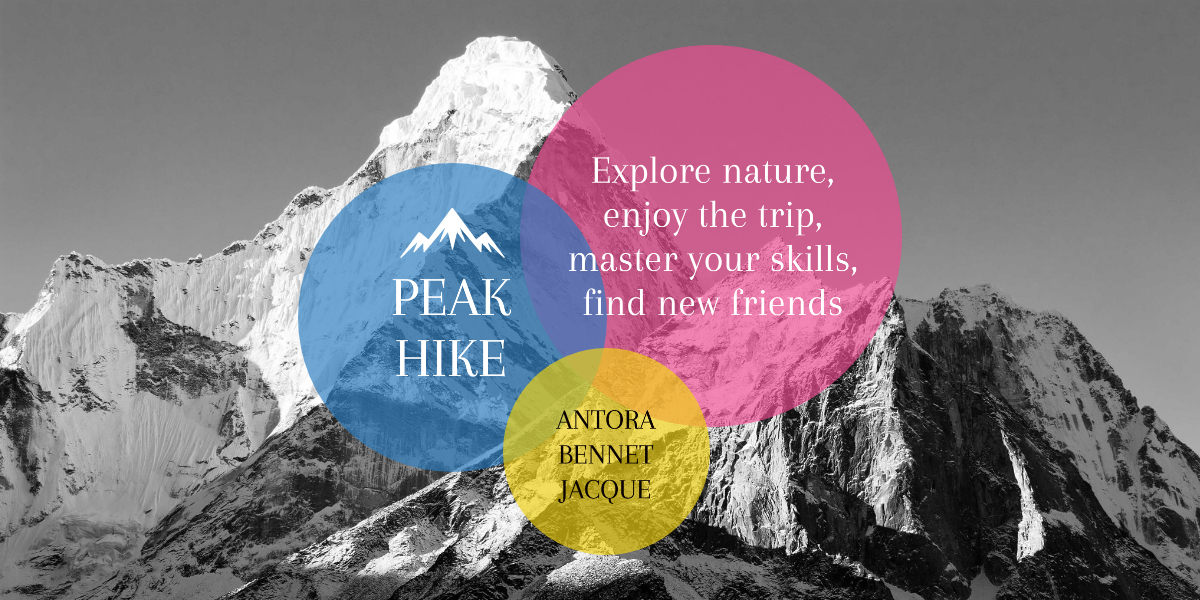 PEAK
HIKE
Explore nature,
enjoy the trip,
master your skills,
find new friends
ANTORA
BENNET
JACQUE